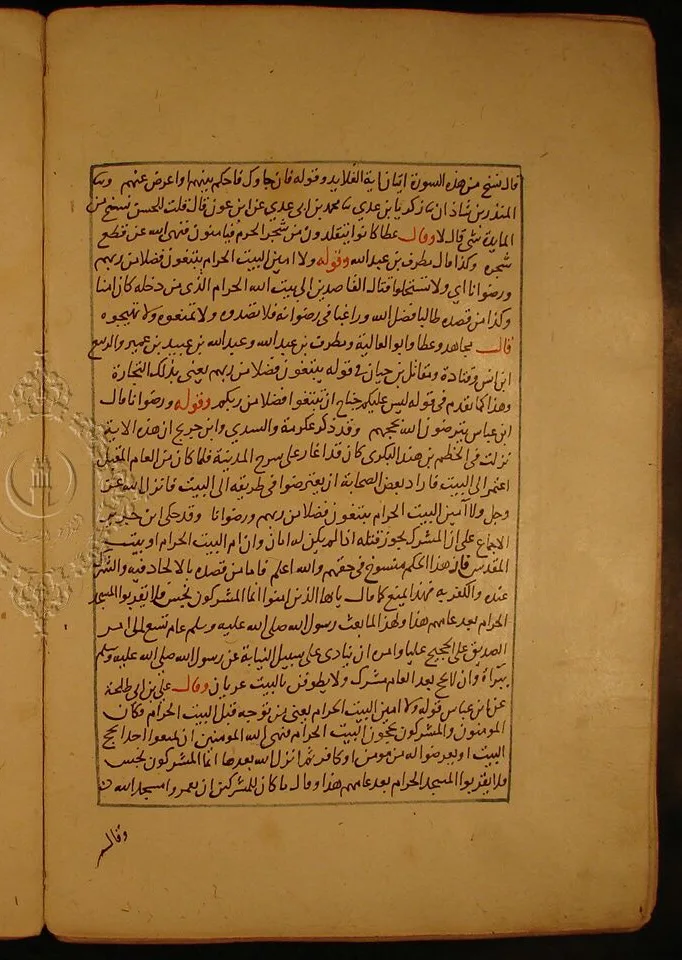 قال نسخ من هذه السورة ايتان اية القلايد وقوله فان جاوك فاحكم بينهم او اعرض عنهم وثنا
المنذر بن شاذان ثنا زكريا بن عدي ثنا محمد بن ابي عدي عن ابن عون قال قلت للحسن نسخ من
المايدة شي قال لا وقال عطا كانوا يتقلدون من شجر الحرم فيامنون فنهى الله عن قطع
شجره وكذا قال مطرف بن عبد الله وقوله ولا امين البيت الحرام يبتغون فضلا من ربهم
ورضوانا اي ولا تستحلوا قتال القاصدين الى بيت الله الحرام الذي من دخله كان امنا
وكذا من قصده طالبا فضل الله وراغبا في رضوانه فلا تصدوه ولا تمنعوه ولا تهيجوه
قال مجاهد وعطا وابو العالية ومطرف بن عبد الله وعبد الله بن عبيد بن عمير والربيع
ابن انس وقتادة ومقاتل بن حيان في قوله يبتغون فضلا من ربهم يعني بذلك التجارة
وهذا كما تقدم في قوله ليس عليكم جناح ان تبتغوا فضلا من ربكم وقوله ورضوانا قال
ابن عباس يترضون الله بحجهم وقد ذكر عكرمة والسدي وابن جريج ان هذه الاية
نزلت في الحطيم بن هند البكري كان قد اغار على سرح المدينة فلما كان من العام المقبل
اعتمر الى البيت فاراد بعض الصحابة ان يعترضوا في طريقه الى البيت فانزل الله عز
وجل ولا آمين البيت الحرام يبتغون فضلا من ربهم ورضوانا وقد حكى ابن جرير
الاجماع على ان المشرك يجوز قتله اذا لم يكن له امان وان ام البيت الحرام او بيت
المقدس فان هذا الحكم منسوخ في حقهم والله اعلم فاما من قصده بالالحاد فيه والشرك
عنده والكفر به فهذا يمنع كما قال يايها الذين امنوا انما المشركون نجس فلا يقربوا المسجد
الحرام بعد عامهم هذا ولهذا لما بعث رسول الله صلى الله عليه وسلم عام تسع لما امر
الصديق على الحجيج عليا وامره ان ينادي على سبيل النيابة عن رسول الله صلى الله عليه وسلم
ببراة وان لا يحج بعد العام مشرك ولا يطوفن بالبيت عريان وقال علي بن ابي طلحة
عن ابن عباس قوله ولا امين البيت الحرام يعني من توجه قبل البيت الحرام فكان
المومنون والمشركون يحجون البيت الحرام فنهى الله المومنين ان يمنعوا احدا يحج
البيت او يعرضوا له من مومن او كافر ثم انزل الله بعدها انما المشركون نجس
فلا يقربوا المسجد الحرام بعد عامهم هذا وقال ما كان للمشركين ان يعمروا مسجد الله
وقالـ